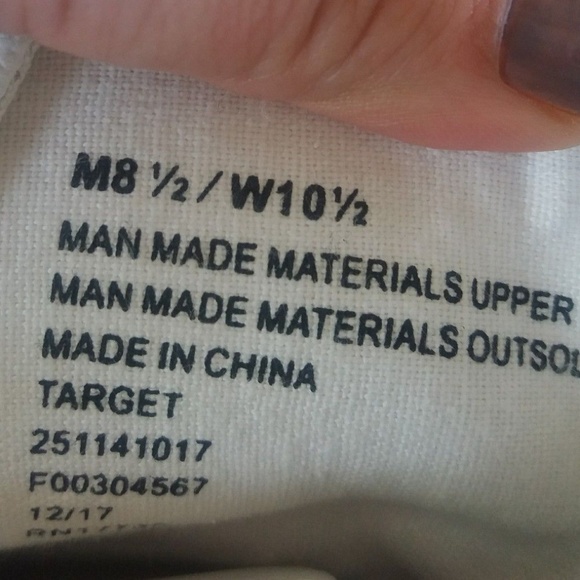 M8 ½ / W10½
MAN MADE MATERIALS UPPER
MAN MADE MATERIALS
MADE IN CHINA
TARGET
251141017
F00304567
12/17